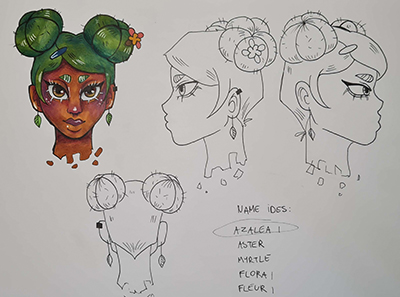 NAME IDES:
AZALEA |
ASTER
MYRTLE
FLORA |
FLEUR |